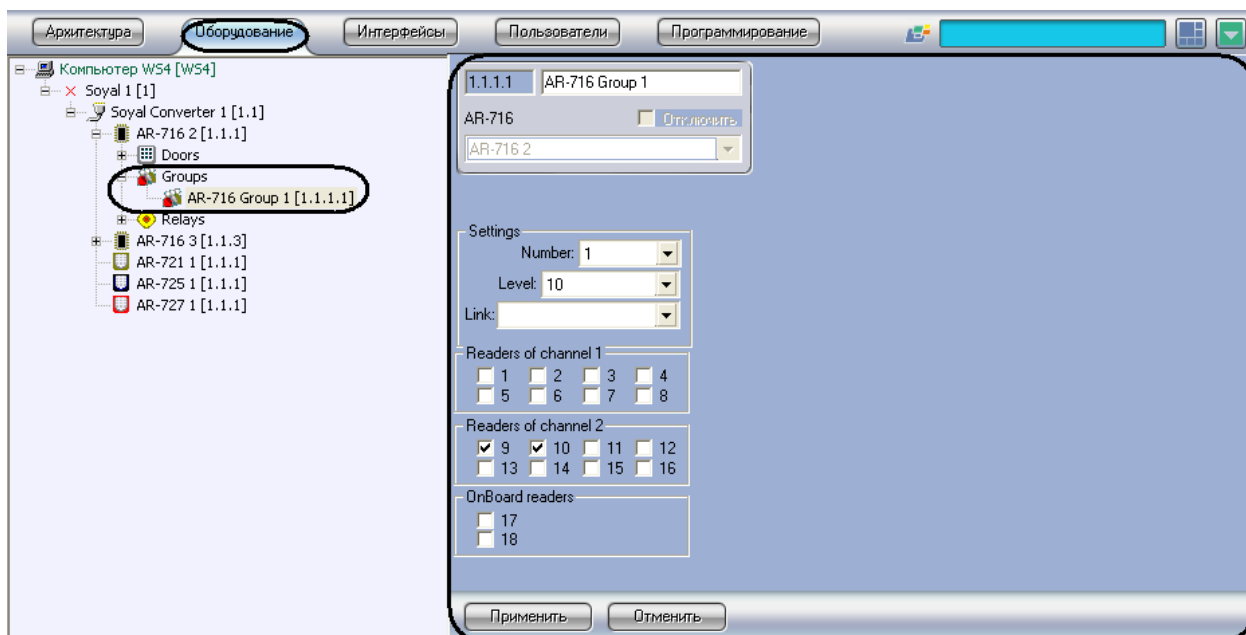 Архитектура Оборудование Интерфейсы Пользователи Программирование
Компьютер WS4 [WS4]
Soyal 1 [1]
Soyal Converter 1 [1.1]
AR-716 2 [1.1.1]
Doors
Groups
AR-716 Group 1 [1.1.1.1]
Relays
AR-716 3 [1.1.3]
AR-721 1 [1.1.1]
AR-725 1 [1.1.1]
AR-727 1 [1.1.1]
1.1.1.1 AR-716 Group 1
AR-716 Отключить
AR-716 2
Settings
Number: 1
Level: 10
Link:
Readers of channel 1
1 2 3 4
5 6 7 8
Readers of channel 2
9 10 11 12
13 14 15 16
OnBoard readers
17
18
Применить Отменить